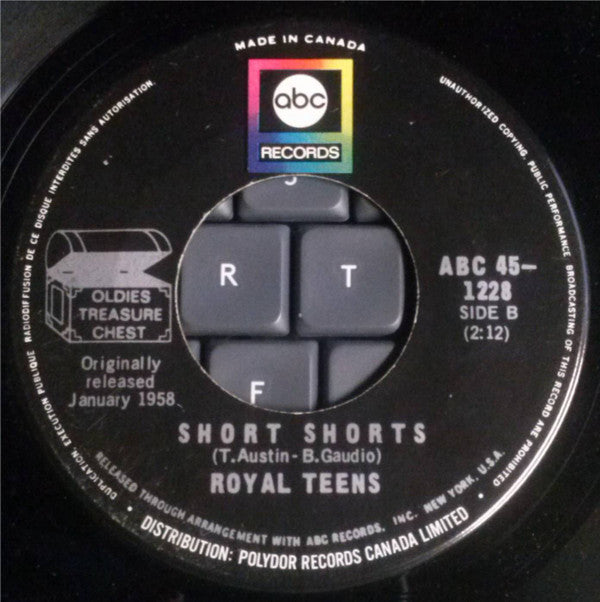 MADE IN CANADA
abc
RECORDS
UNAUTHORIZED COPYING, PUBLIC PERFORMANCE, BROADCASTING OF THIS RECORD ARE PROHIBITED
DUPLICATION, EXECUTION PUBLIQUE RADIODIFFUSION DE CE DISQUE INTERDITES SANS AUTORISATION.
OLDIES
TREASURE
CHEST
Originally
released
January 1958
R T
F
ABC 45-
1228
SIDE B
(2:12)
SHORT SHORTS
(T.Austin-B.Gaudio)
ROYAL TEENS
RELEASED THROUGH ARRANGEMENT WITH ABC RECORDS, INC. NEW YORK, U.S.A.
· DISTRIBUTION: POLYDOR RECORDS CANADA LIMITED ·